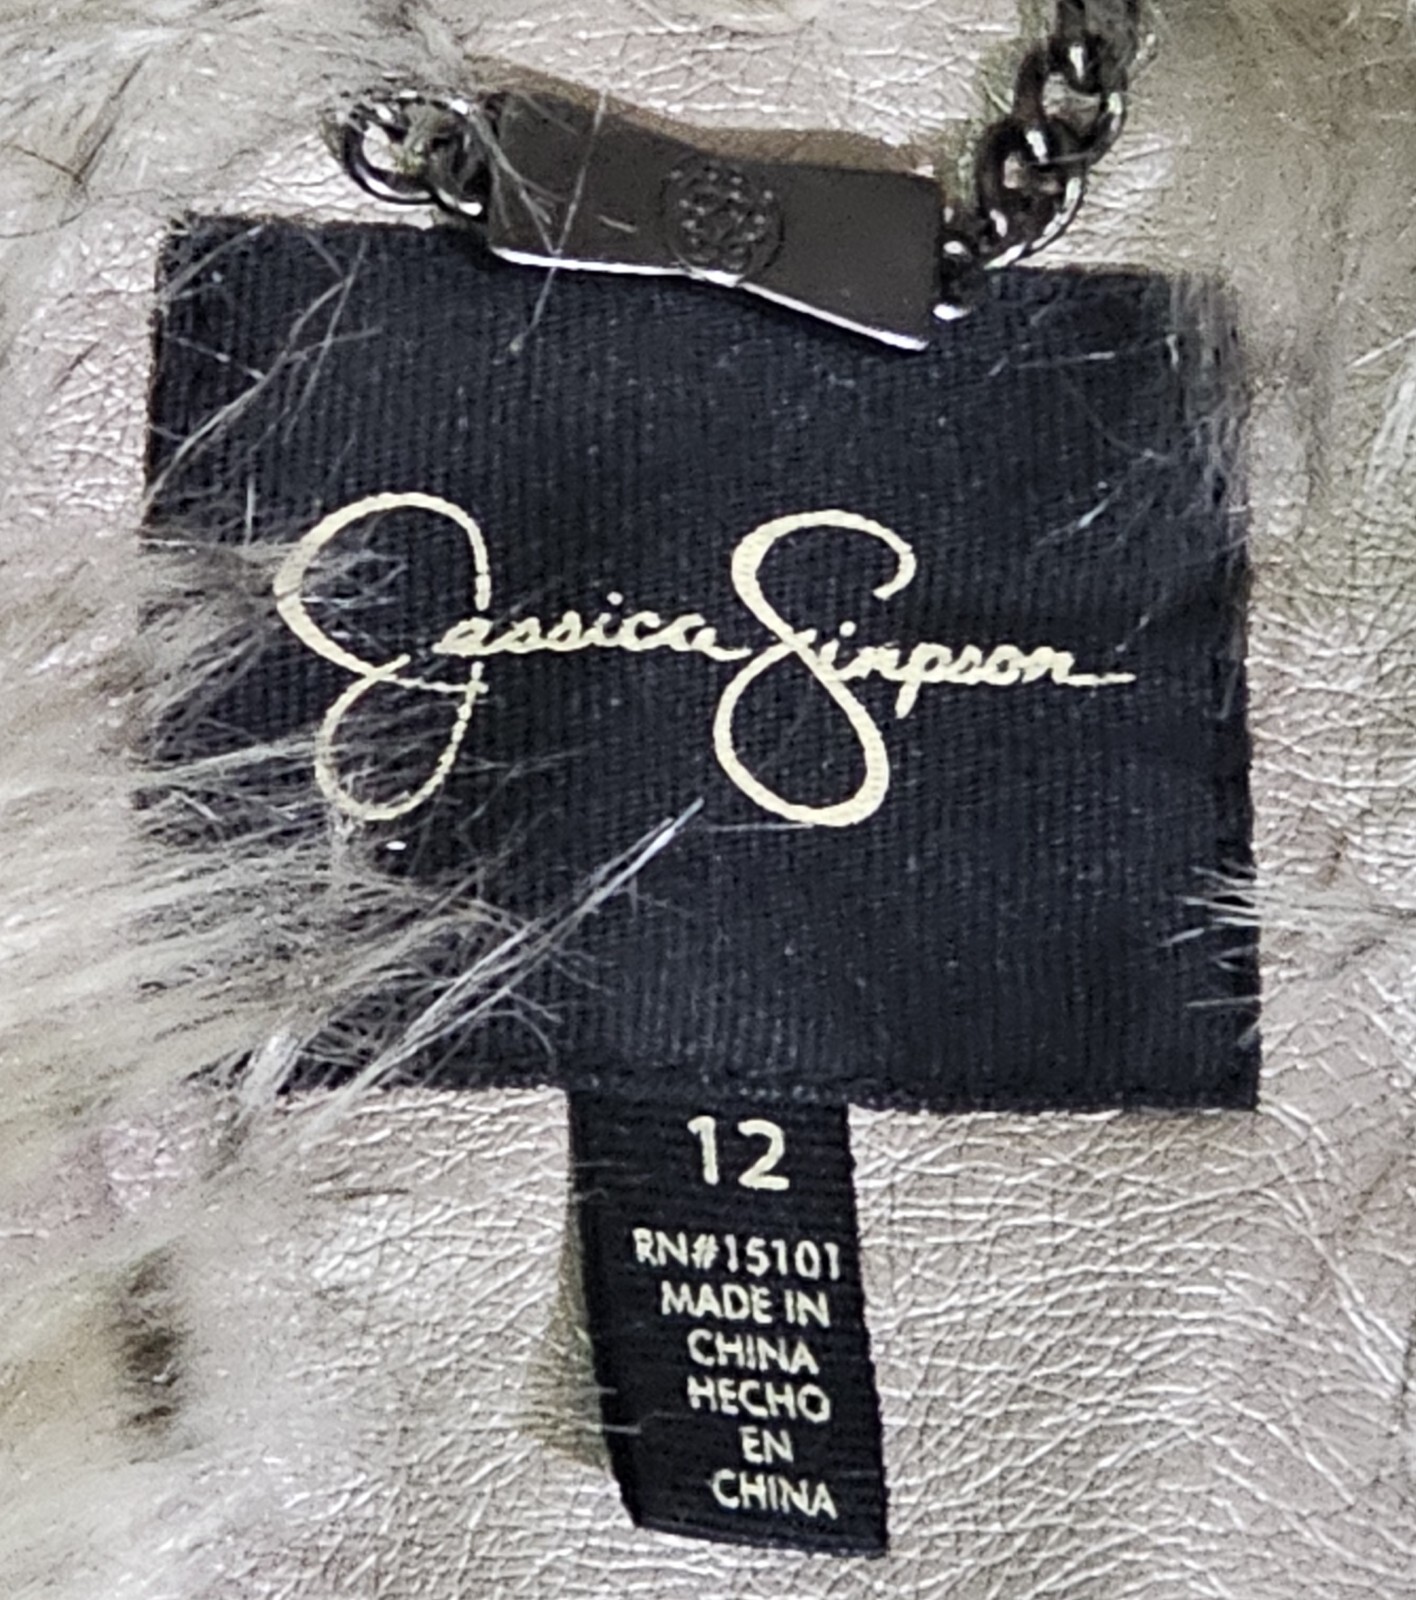 Jessica Simpson
12
RN#15101
MADE IN
CHINA
HECHO
EN
CHINA